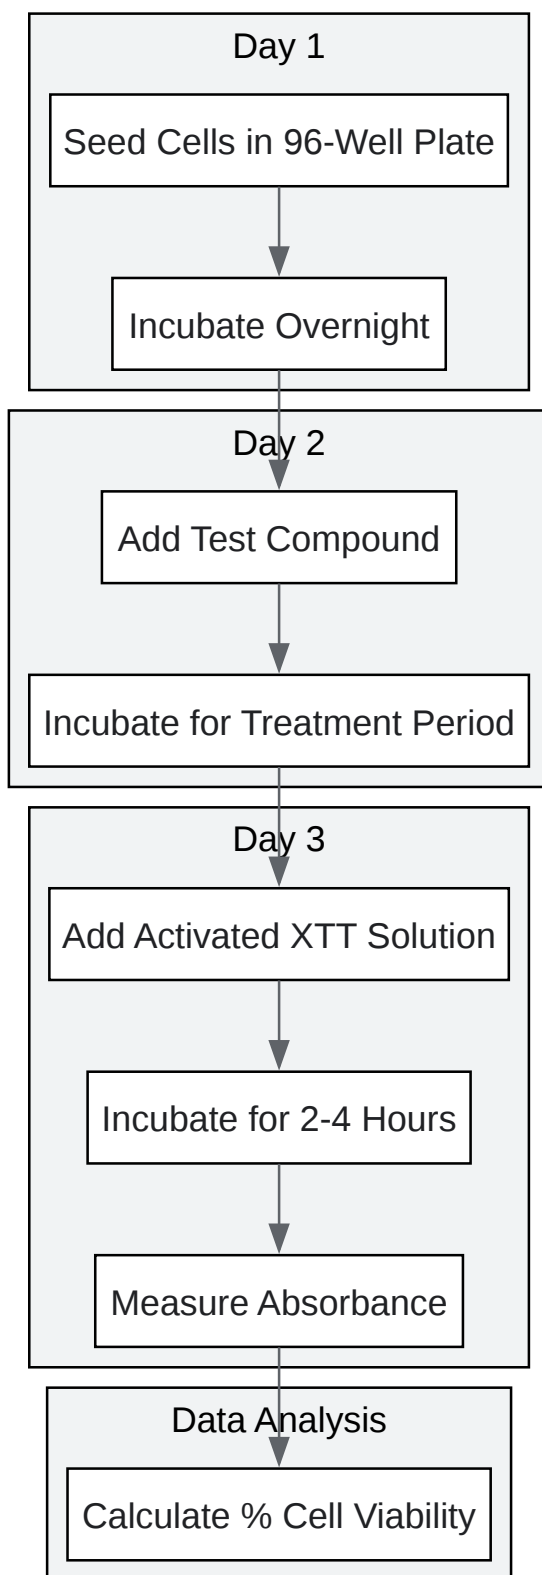 Day 1
Seed Cells in 96-Well Plate
Incubate Overnight
Day 2
Add Test Compound
Incubate for Treatment Period
Day 3
Add Activated XTT Solution
Incubate for 2-4 Hours
Measure Absorbance
Data Analysis
Calculate % Cell Viability